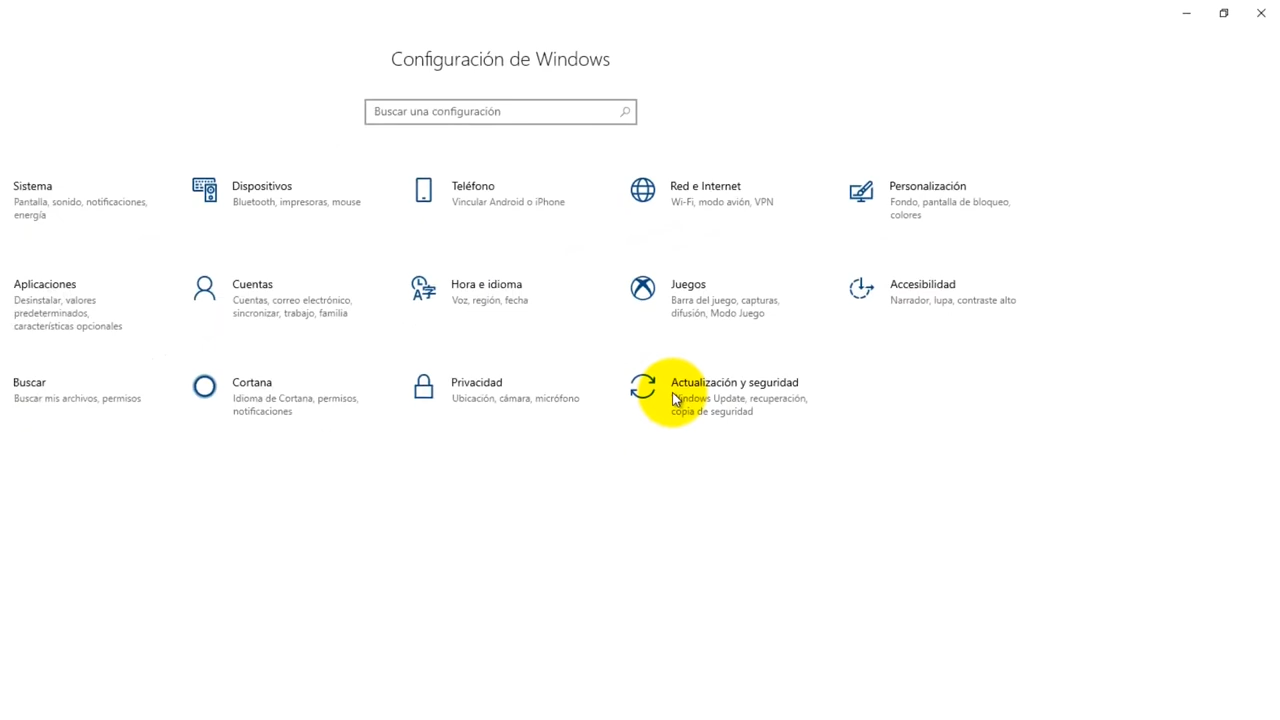 Configuración de Windows
Buscar una configuración
Sistema
Pantalla, sonido, notificaciones,
energía
Dispositivos
Bluetooth, impresoras, mouse
Teléfono
Vincular Android o iPhone
Red e Internet
Wi-Fi, modo avión, VPN
Personalización
Fondo, pantalla de bloqueo,
colores
Aplicaciones
Desinstalar, valores
predeterminados,
características opcionales
Cuentas
Cuentas, correo electrónico,
sincronizar, trabajo, familia
Hora e idioma
Voz, región, fecha
Juegos
Barra del juego, capturas,
difusión, Modo Juego
Accesibilidad
Narrador, lupa, contraste alto
Buscar
Buscar mis archivos, permisos
Cortana
Idioma de Cortana, permisos,
notificaciones
Privacidad
Ubicación, cámara, micrófono
Actualización y seguridad
Windows Update, recuperación,
copia de seguridad